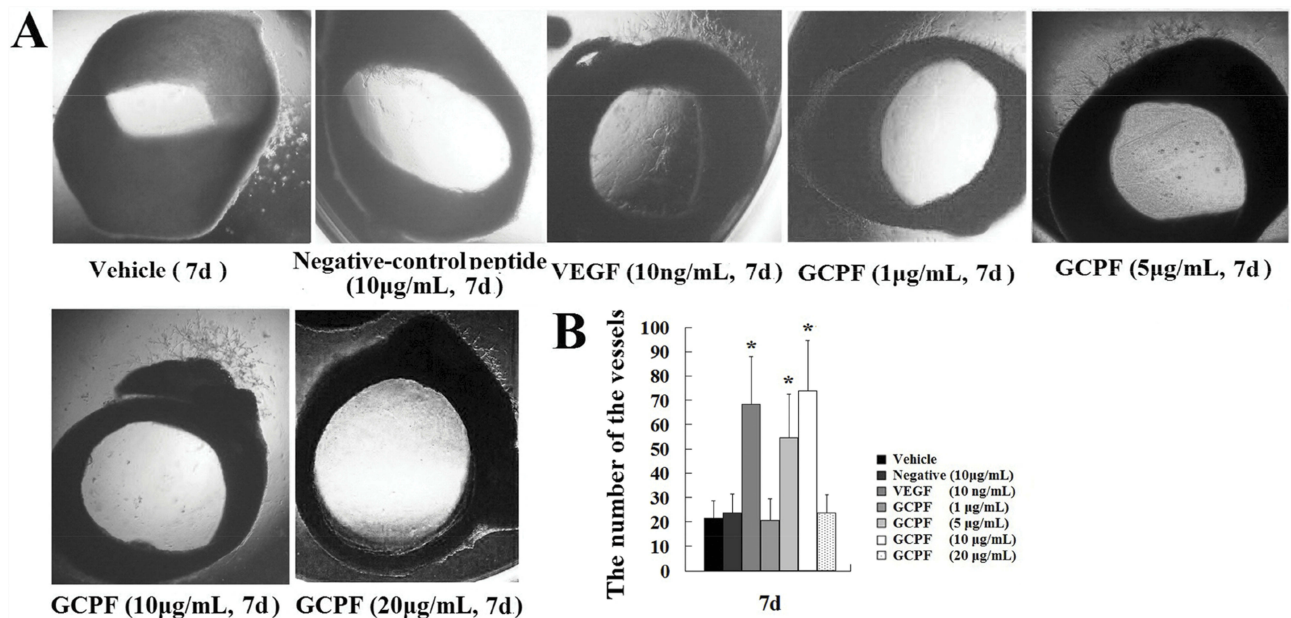 A
Vehicle ( 7d )
Negative-control peptide
(10μg/mL, 7d)
VEGF (10ng/mL, 7d)
GCPF (1μg/mL, 7d)
GCPF (5μg/mL, 7d)
GCPF (10μg/mL, 7d)
GCPF (20μg/mL, 7d)
B
The number of the vessels
100
90
80
70
60
50
40
30
20
10
0
*
*
*
7d
Vehicle
Negative (10μg/mL)
VEGF (10 ng/mL)
GCPF (1 μg/mL)
GCPF (5 μg/mL)
GCPF (10 μg/mL)
GCPF (20 μg/mL)